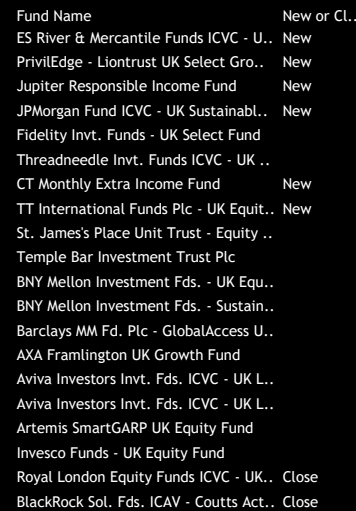 Fund Name New or Cl..
ES River & Mercantile Funds ICVC - U.. New
PrivilEdge - Liontrust UK Select Gro.. New
Jupiter Responsible Income Fund New
JPMorgan Fund ICVC - UK Sustainabl.. New
Fidelity Invt. Funds - UK Select Fund
Threadneedle Invt. Funds ICVC - UK ..
CT Monthly Extra Income Fund New
TT International Funds Plc - UK Equit.. New
St. James's Place Unit Trust - Equity ..
Temple Bar Investment Trust Plc
BNY Mellon Investment Fds. - UK Equ..
BNY Mellon Investment Fds. - Sustain..
Barclays MM Fd. Plc - GlobalAccess U..
AXA Framlington UK Growth Fund
Aviva Investors Invt. Fds. ICVC - UK L..
Aviva Investors Invt. Fds. ICVC - UK L..
Artemis SmartGARP UK Equity Fund
Invesco Funds - UK Equity Fund
Royal London Equity Funds ICVC - UK.. Close
BlackRock Sol. Fds. ICAV - Coutts Act.. Close